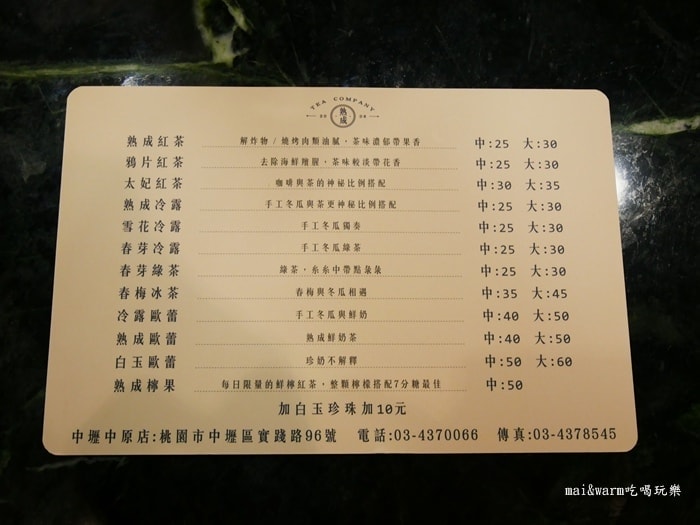 TEA COMPANY
熟成
熟成紅茶 解炸物/燒烤肉類油膩,茶味濃郁帶果香 中:25 大:30
鴉片紅茶 去除海鮮羶腥,茶味較淡帶花香 中:25 大:30
太妃紅茶 咖啡與茶的神秘比例搭配 中:30 大:35
熟成冷露 手工冬瓜與茶更神秘比例搭配 中:25 大:30
雪花冷露 手工冬瓜獨奏 中:25 大:30
春芽冷露 手工冬瓜綠茶 中:25 大:30
春芽綠茶 綠茶,糸糸中帶點彔彔 中:25 大:30
春梅冰茶 春梅與冬瓜相遇 中:35 大:45
冷露歐蕾 手工冬瓜與鮮奶 中:40 大:50
熟成歐蕾 熟成鮮奶茶 中:40 大:50
白玉歐蕾 珍奶不解釋 中:50 大:60
熟成檸果 每日限量的鮮檸紅茶,整顆檸檬搭配7分糖最佳 中:50
加白玉珍珠加10元
中壢中原店:桃園市中壢區實踐路96號 電話:03-4370066 傳真:03-4378545
mai&warm吃喝玩樂